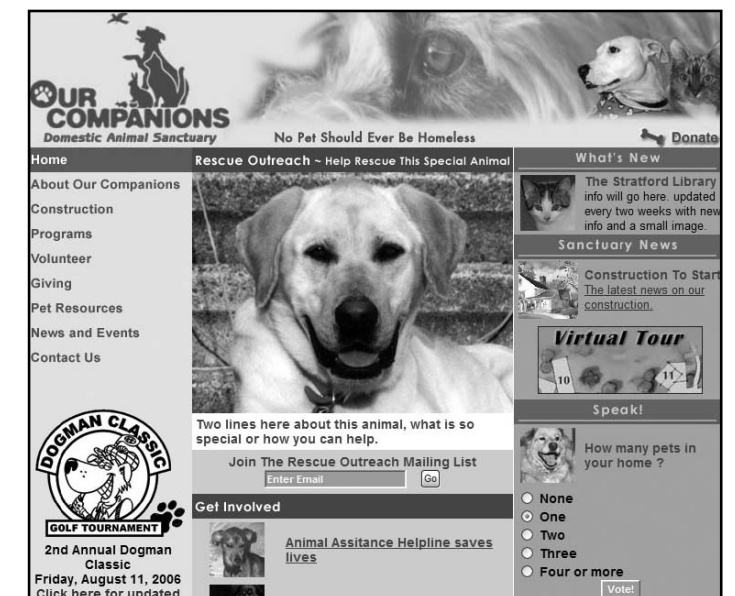 OUR
COMPANIONS
Domestic Animal Sanctuary
No Pet Should Ever Be Homeless
Donate
Home
About Our Companions
Construction
Programs
Volunteer
Giving
Pet Resources
News and Events
Contact Us
DOGMAN CLASSIC
GOLF TOURNAMENT
2nd Annual Dogman
Classic
Friday, August 11, 2006
Click here for updated
Rescue Outreach ~ Help Rescue This Special Animal
Two lines here about this animal, what is so
special or how you can help.
Join The Rescue Outreach Mailing List
Enter Email
Go
Get Involved
Animal Assitance Helpline saves
lives
What's New
The Stratford Library
info will go here. updated
every two weeks with new
info and a small image.
Sanctuary News
Construction To Start
The latest news on our
construction.
Virtual Tour
10
11
Speak!
How many pets in
your home ?
None
One
Two
Three
Four or more
Vote!